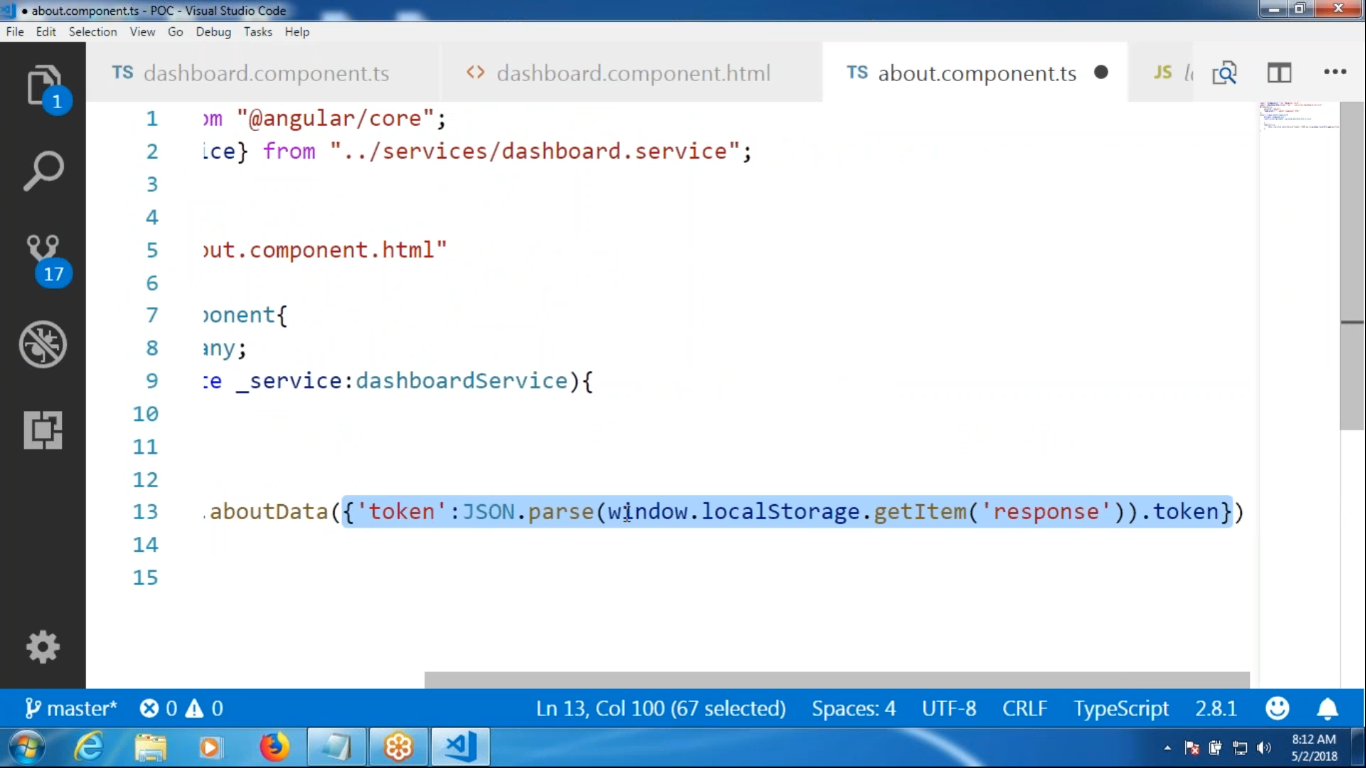 ● about.component.ts - POC - Visual Studio Code
File Edit Selection View Go Debug Tasks Help
TS dashboard.component.ts <> dashboard.component.html TS about.component.ts ● JS
1 om "@angular/core";
2 ice} from "../services/dashboard.service";
3
4
5 out.component.html"
6
7 ponent{
8 any;
9 te _service:dashboardService){
10
11
12
13 .aboutData({'token':JSON.parse(window.localStorage.getItem('response')).token})
14
15
1
17
master* 0 0 Ln 13, Col 100 (67 selected) Spaces: 4 UTF-8 CRLF TypeScript 2.8.1
8:12 AM
5/2/2018